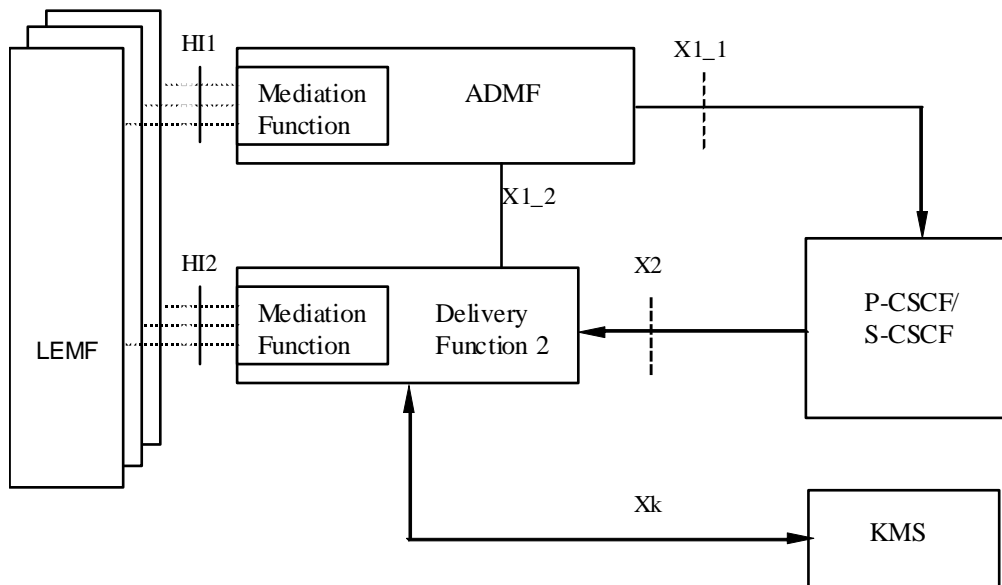 HI1
X1_1
Mediation
Function
ADMF
X1_2
HI2
X2
Mediation
Function
Delivery
Function 2
P-CSCF/
S-CSCF
LEMF
Xk
KMS